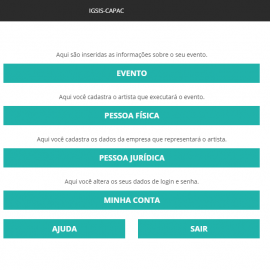 IGSIS-CAPAC
Aqui são inseridas as informações sobre o seu evento.
EVENTO
Aqui você cadastra o artista que executará o evento.
PESSOA FÍSICA
Aqui você cadastra os dados da empresa que representará o artista.
PESSOA JURÍDICA
Aqui você altera os seus dados de login e senha.
MINHA CONTA
AJUDA SAIR